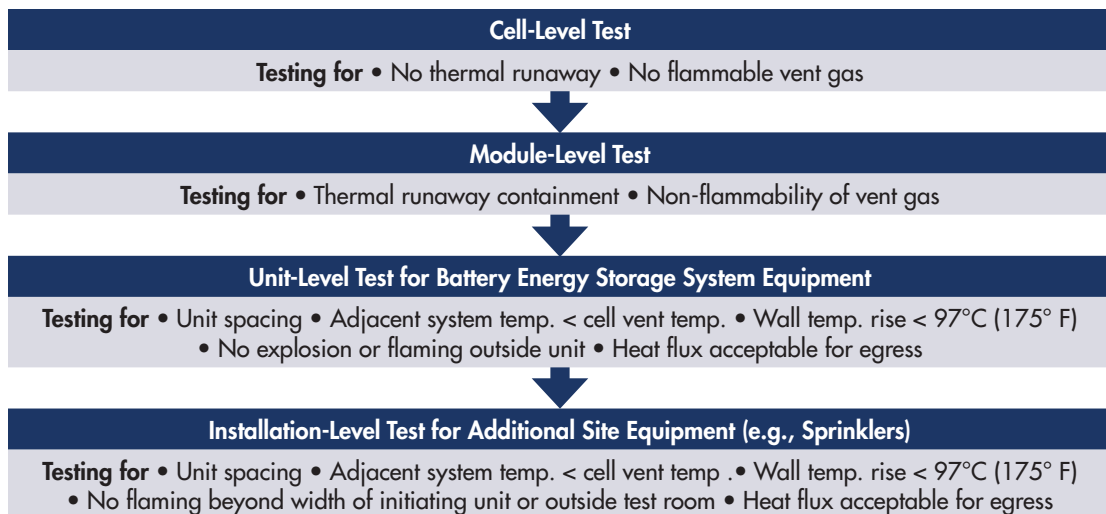 Cell-Level Test
Testing for • No thermal runaway • No flammable vent gas
Module-Level Test
Testing for • Thermal runaway containment • Non-flammability of vent gas
Unit-Level Test for Battery Energy Storage System Equipment
Testing for • Unit spacing • Adjacent system temp. < cell vent temp. • Wall temp. rise < 97°C (175° F)
• No explosion or flaming outside unit • Heat flux acceptable for egress
Installation-Level Test for Additional Site Equipment (e.g., Sprinklers)
Testing for • Unit spacing • Adjacent system temp. < cell vent temp .• Wall temp. rise < 97°C (175° F)
• No flaming beyond width of initiating unit or outside test room • Heat flux acceptable for egress